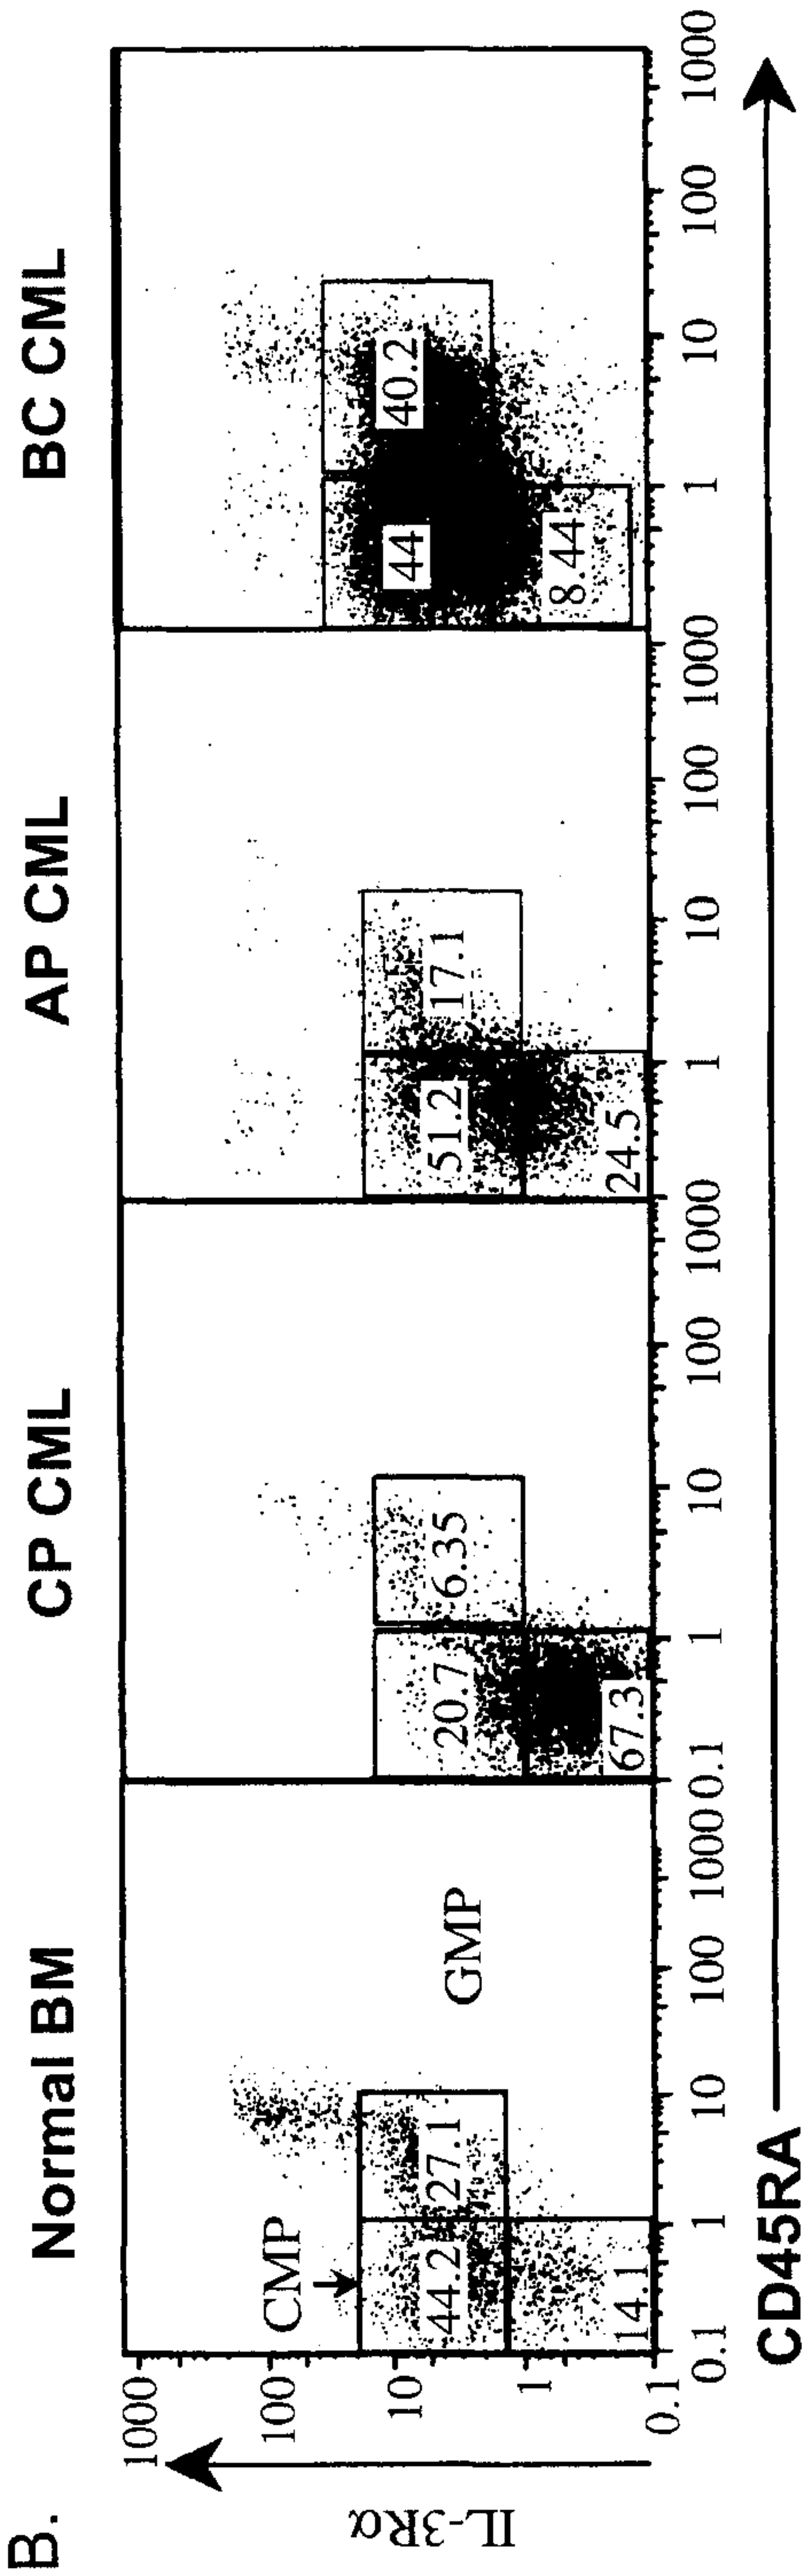 B.
Normal BM CP CML AP CML BC CML
IL-3Rα
1000
100
10
1
0.1
CMP
GMP
44.2 27.1
14.1
20.7 6.35
67.3
51.2 17.1
24.5
44 40.2
8.44
0.1 1 10 100 1000 0.1 1 10 100 1000 1 10 100 1000 1 10 100 1000
CD45RA